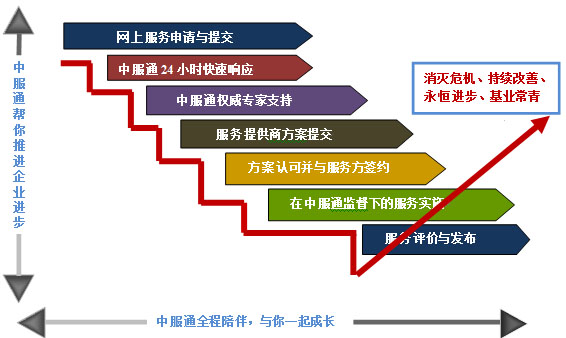 网上服务申请与提交
中服通24小时快速响应
中服通权威专家支持
服务提供商方案提交
方案认可并与服务方签约
在中服通监督下的服务实施
服务评价与发布
消灭危机、持续改善、
永恒进步、基业常青
中服通帮你推进企业进步
中服通全程陪伴，与你一起成长